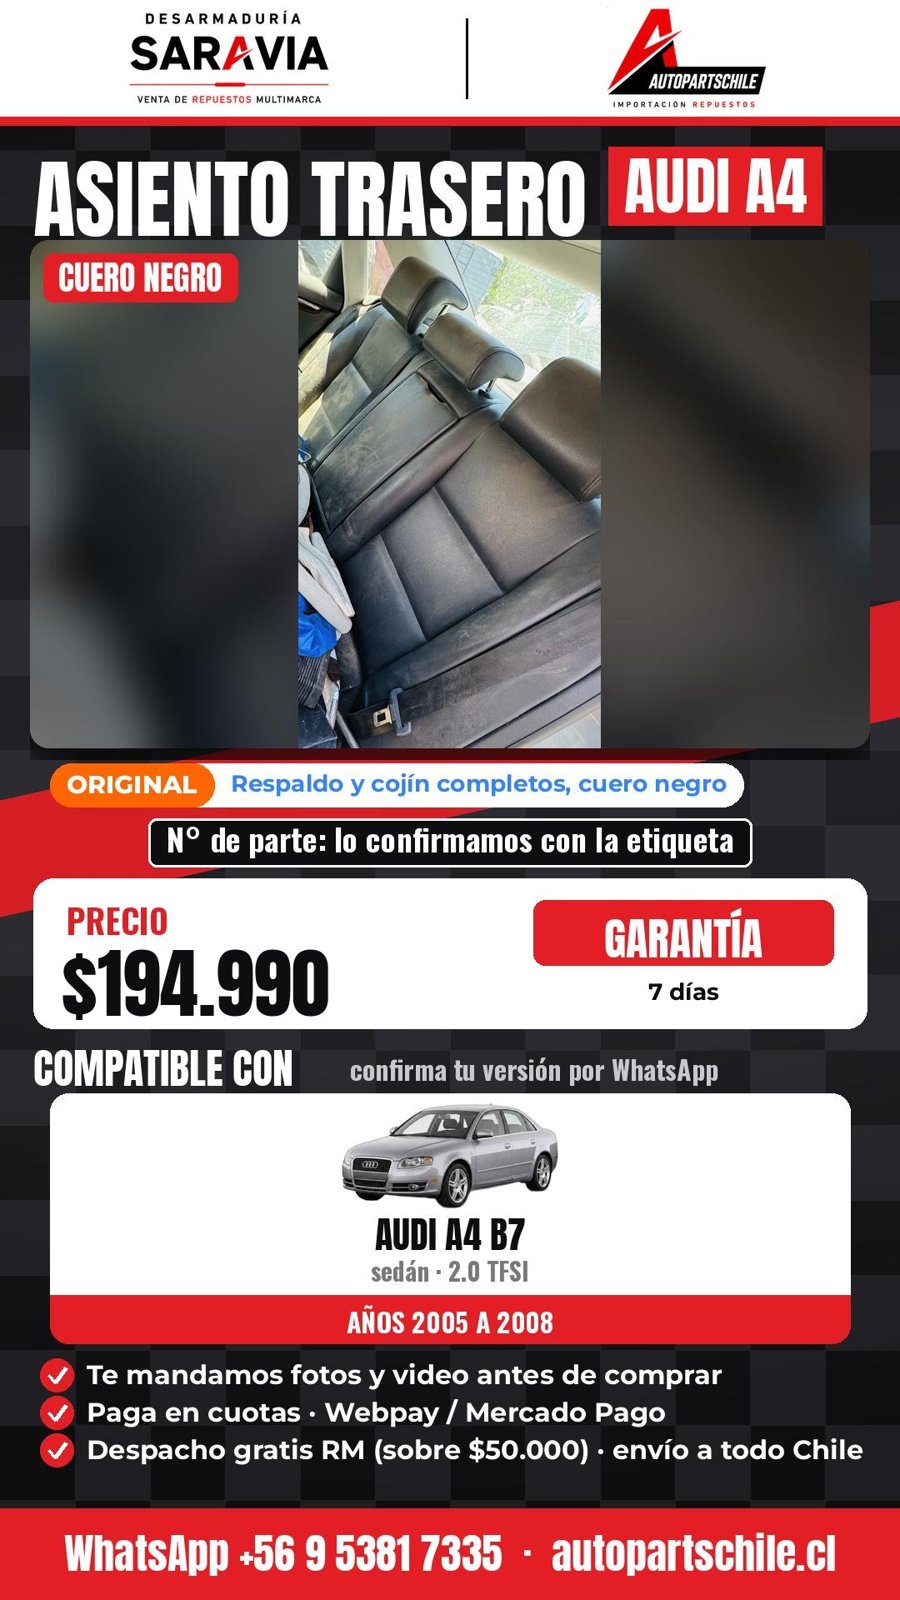 DESARMADURÍA
SARAVIA
VENTA DE REPUESTOS MULTIMARCA
AUTOPARTSCHILE
IMPORTACIÓN REPUESTOS
ASIENTO TRASERO
AUDI A4
CUERO NEGRO
ORIGINAL
Respaldo y cojín completos, cuero negro
N° de parte: lo confirmamos con la etiqueta
PRECIO
$194.990
GARANTÍA
7 días
COMPATIBLE CON
confirma tu versión por WhatsApp
AUDI A4 B7
sedán · 2.0 TFSI
AÑOS 2005 A 2008
Te mandamos fotos y video antes de comprar
Paga en cuotas · Webpay / Mercado Pago
Despacho gratis RM (sobre $50.000) · envío a todo Chile
WhatsApp +56 9 5381 7335 · autopartschile.cl